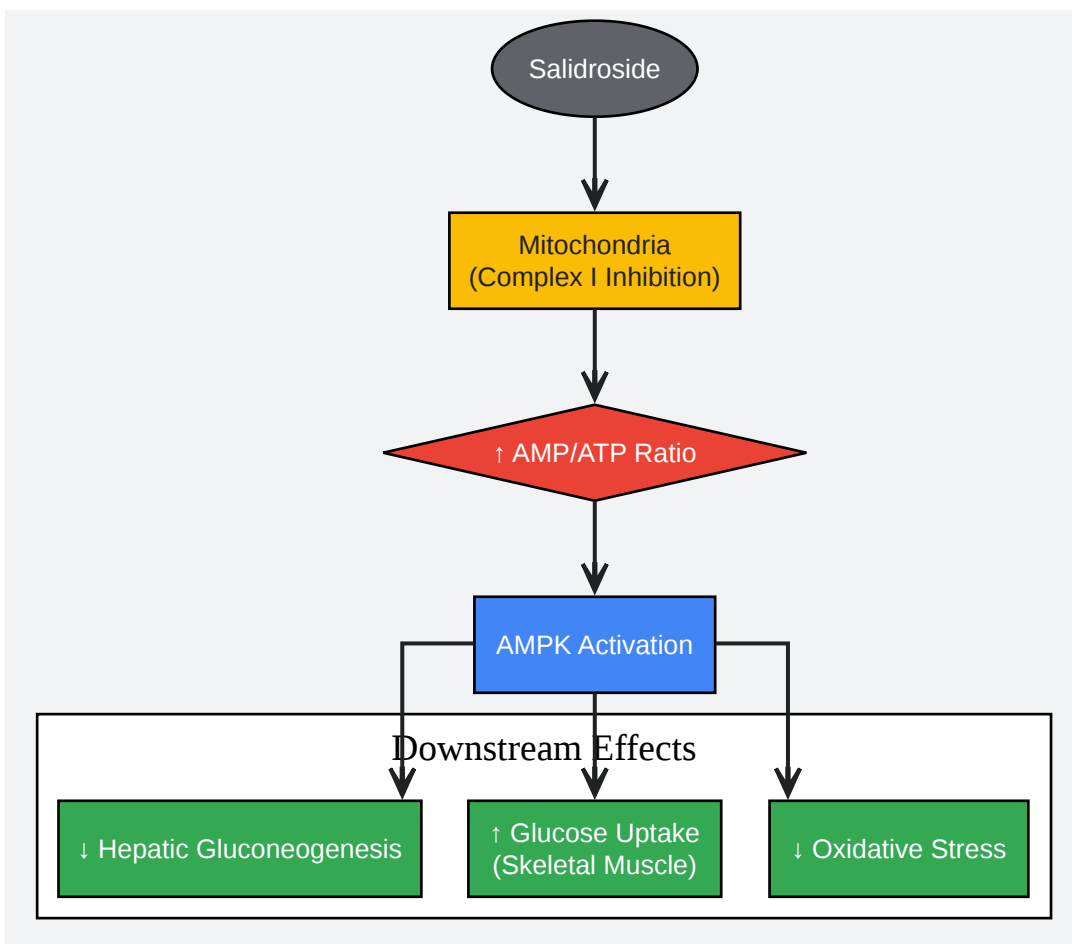 Salidroside
Mitochondria
(Complex I Inhibition)
↑ AMP/ATP Ratio
AMPK Activation
Downstream Effects
↓ Hepatic Gluconeogenesis
↑ Glucose Uptake
(Skeletal Muscle)
↓ Oxidative Stress